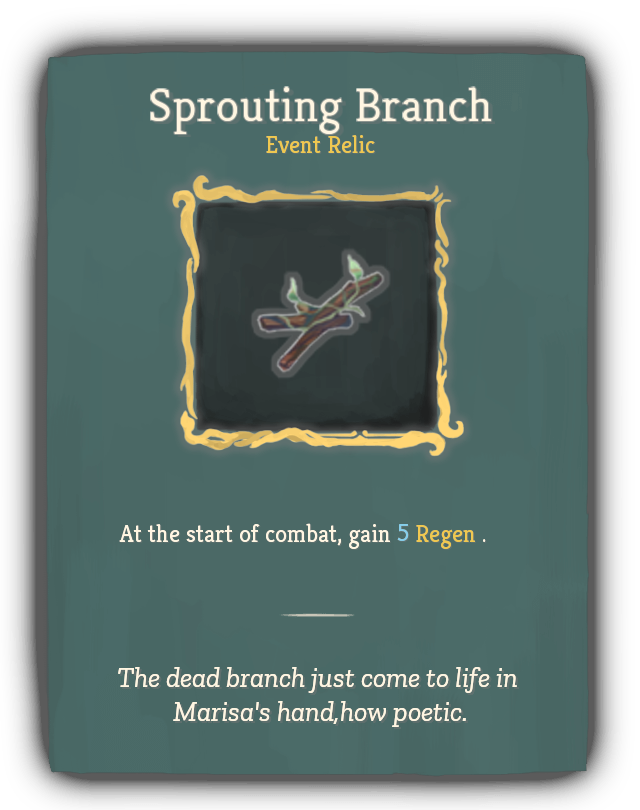 Sprouting Branch
Event Relic
At the start of combat, gain 5 Regen .
The dead branch just come to life in
Marisa's hand,how poetic.